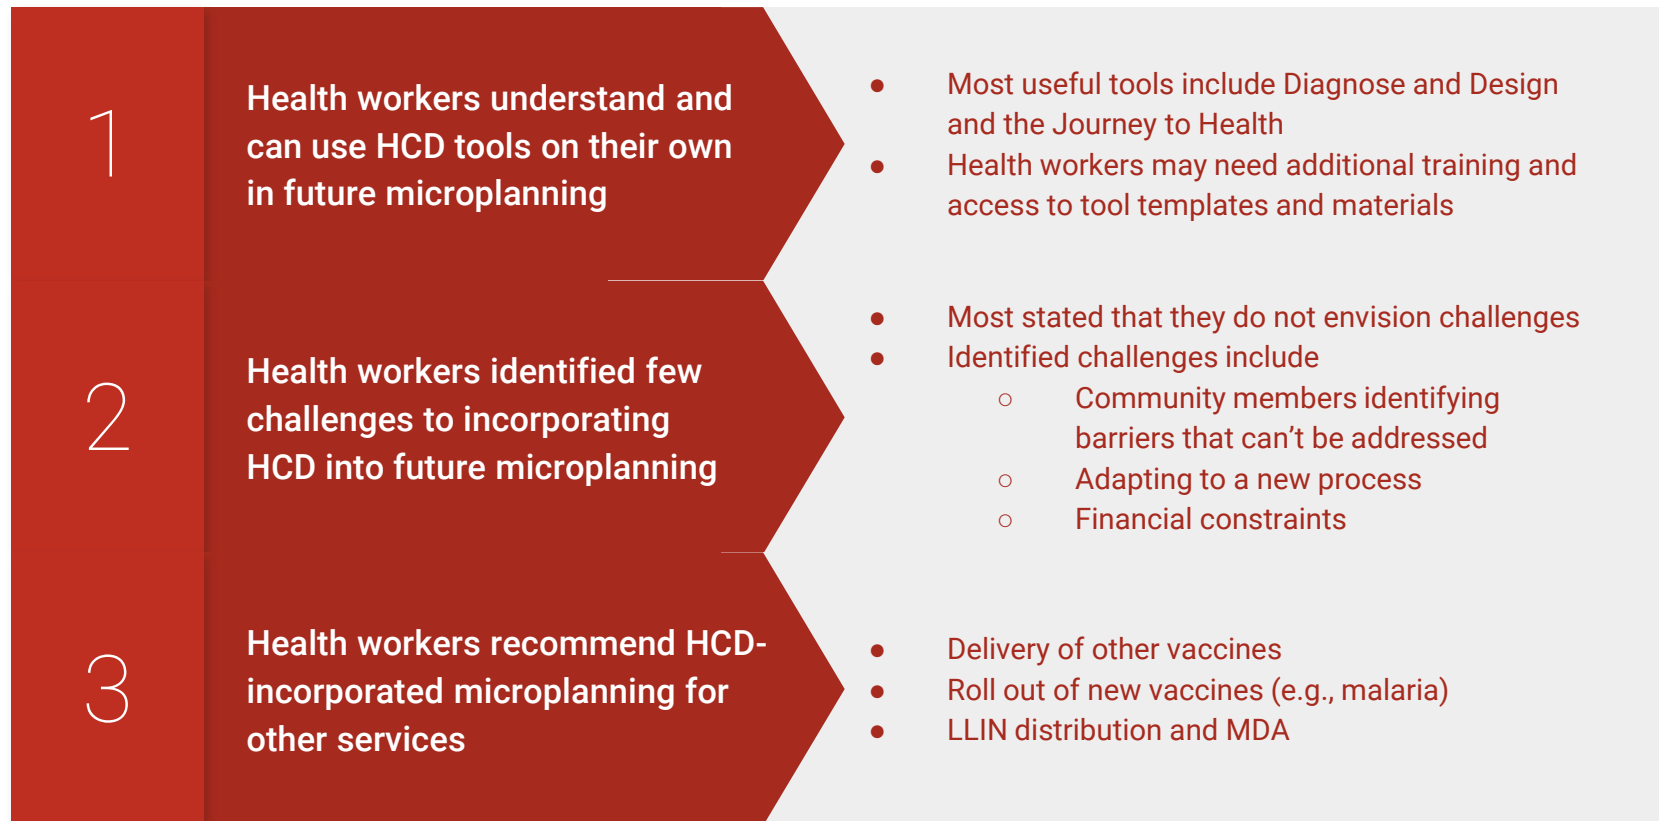 1
Health workers understand and
can use HCD tools on their own
in future microplanning
● Most useful tools include Diagnose and Design
and the Journey to Health
● Health workers may need additional training and
access to tool templates and materials
2
Health workers identified few
challenges to incorporating
HCD into future microplanning
● Most stated that they do not envision challenges
● Identified challenges include
○ Community members identifying
barriers that can’t be addressed
○ Adapting to a new process
○ Financial constraints
3
Health workers recommend HCD-
incorporated microplanning for
other services
● Delivery of other vaccines
● Roll out of new vaccines (e.g., malaria)
● LLIN distribution and MDA